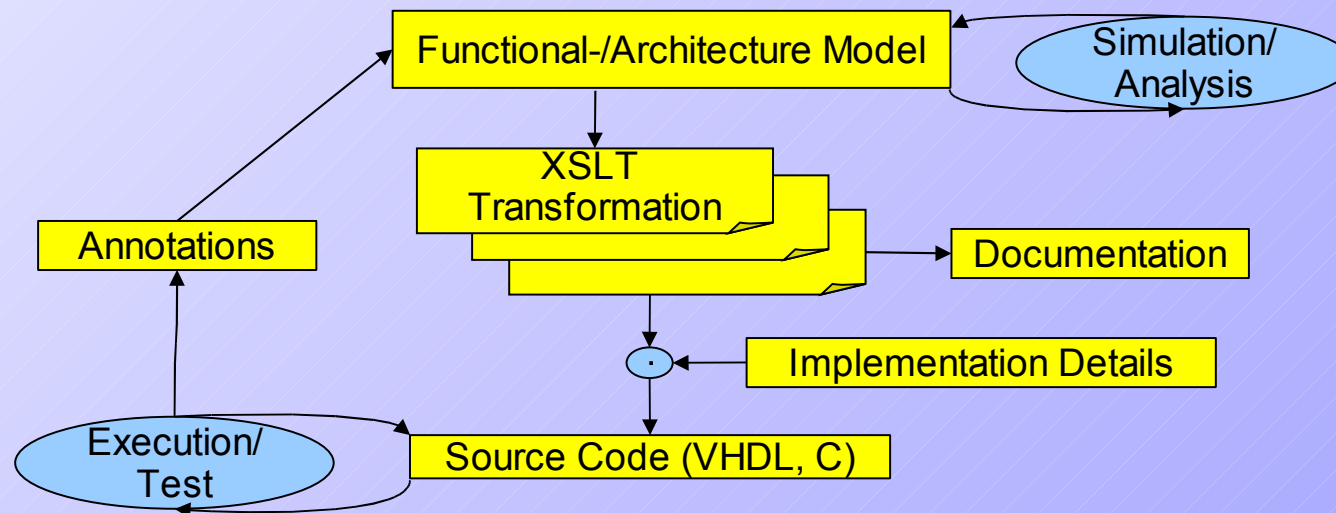 Functional-/Architecture Model
Simulation/
Analysis
XSLT
Transformation
Annotations
Documentation
Implementation Details
Execution/
Test
Source Code (VHDL, C)